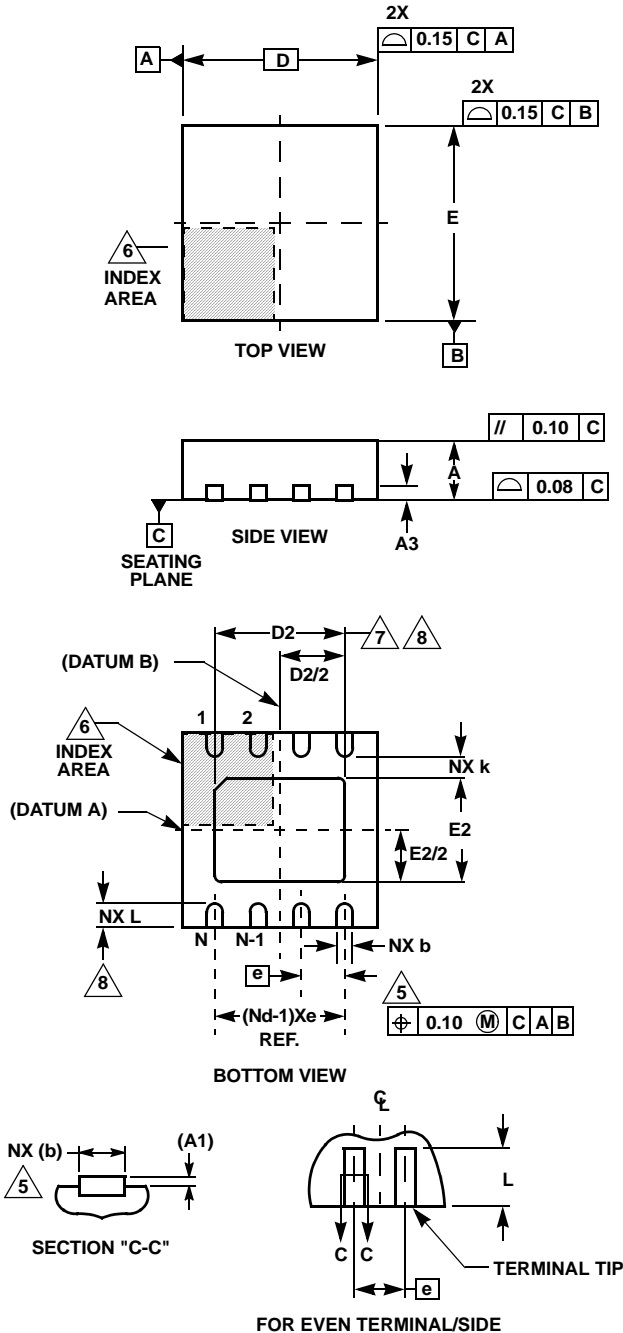 2X
⌓ 0.15 C A
A
D
2X
⌓ 0.15 C B
E
6
INDEX
AREA
TOP VIEW
B
// 0.10 C
A
⌓ 0.08 C
C
SEATING
PLANE
SIDE VIEW
A3
D2
7 8
(DATUM B)
D2/2
6
INDEX
AREA
1 2
NX k
(DATUM A)
E2
E2/2
NX L
8
N N-1
NX b
e
5
(Nd-1)Xe
REF.
⌖ 0.10 Ⓜ C A B
BOTTOM VIEW
NX (b)
(A1)
5
SECTION "C-C"
℄
L
C C
TERMINAL TIP
e
FOR EVEN TERMINAL/SIDE